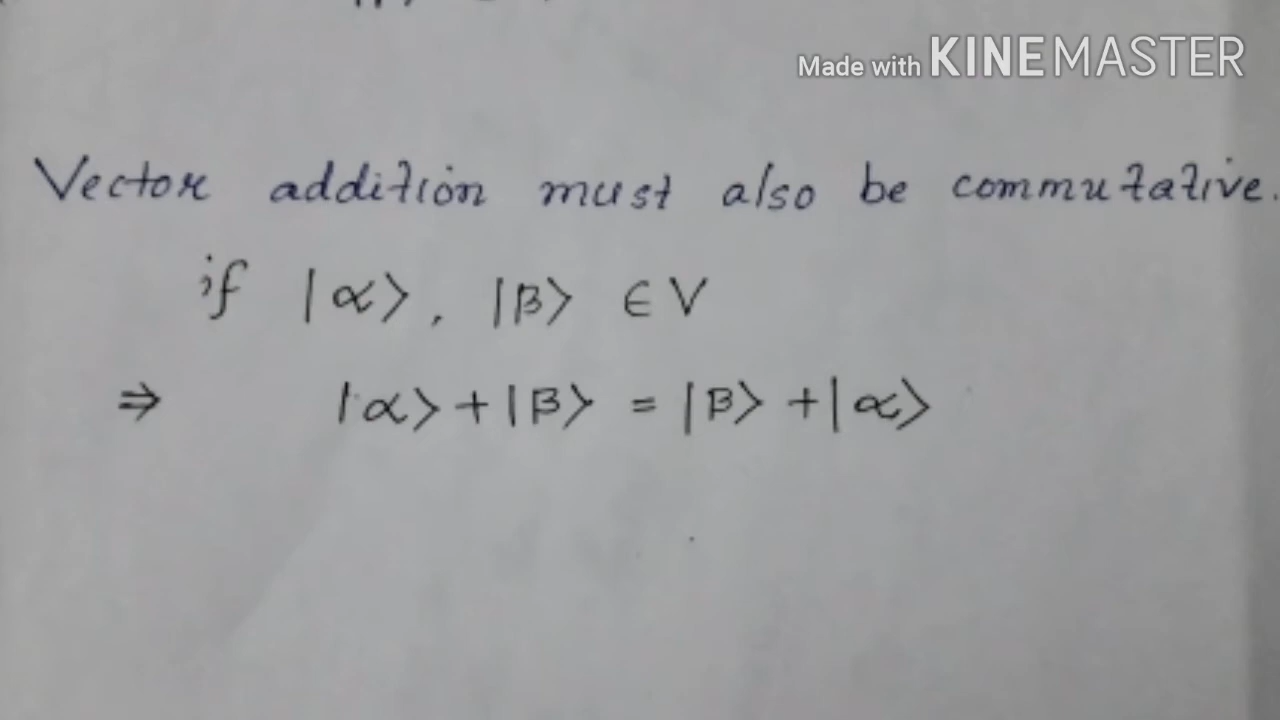 Made with KINEMASTER
Vector addition must also be commutative.
if |α⟩, |β⟩ ∈ V
⇒ |α⟩ + |β⟩ = |β⟩ + |α⟩